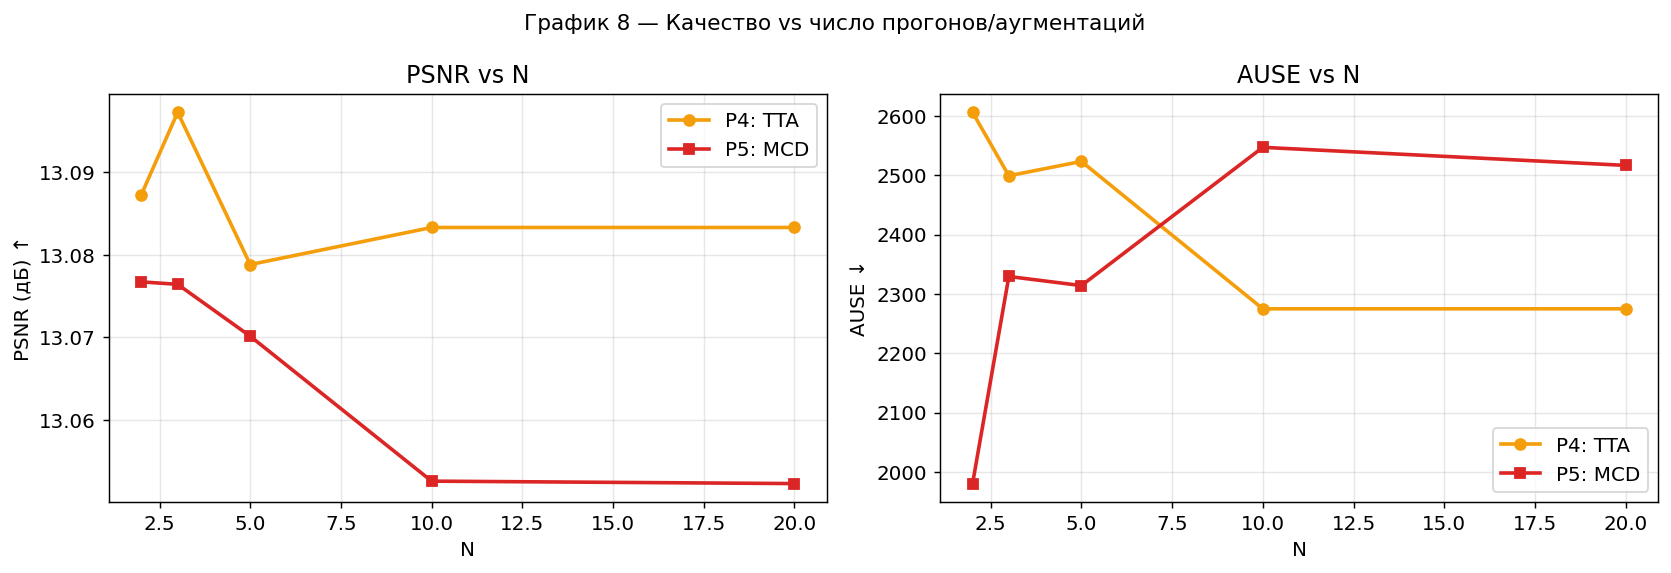 График 8 — Качество vs число прогонов/аугментаций
PSNR vs N
PSNR (дБ) ↑
13.09
13.08
13.07
13.06
P4: TTA
P5: MCD
2.5 5.0 7.5 10.0 12.5 15.0 17.5 20.0
N
AUSE vs N
AUSE ↓
2600
2500
2400
2300
2200
2100
2000
P4: TTA
P5: MCD
2.5 5.0 7.5 10.0 12.5 15.0 17.5 20.0
N